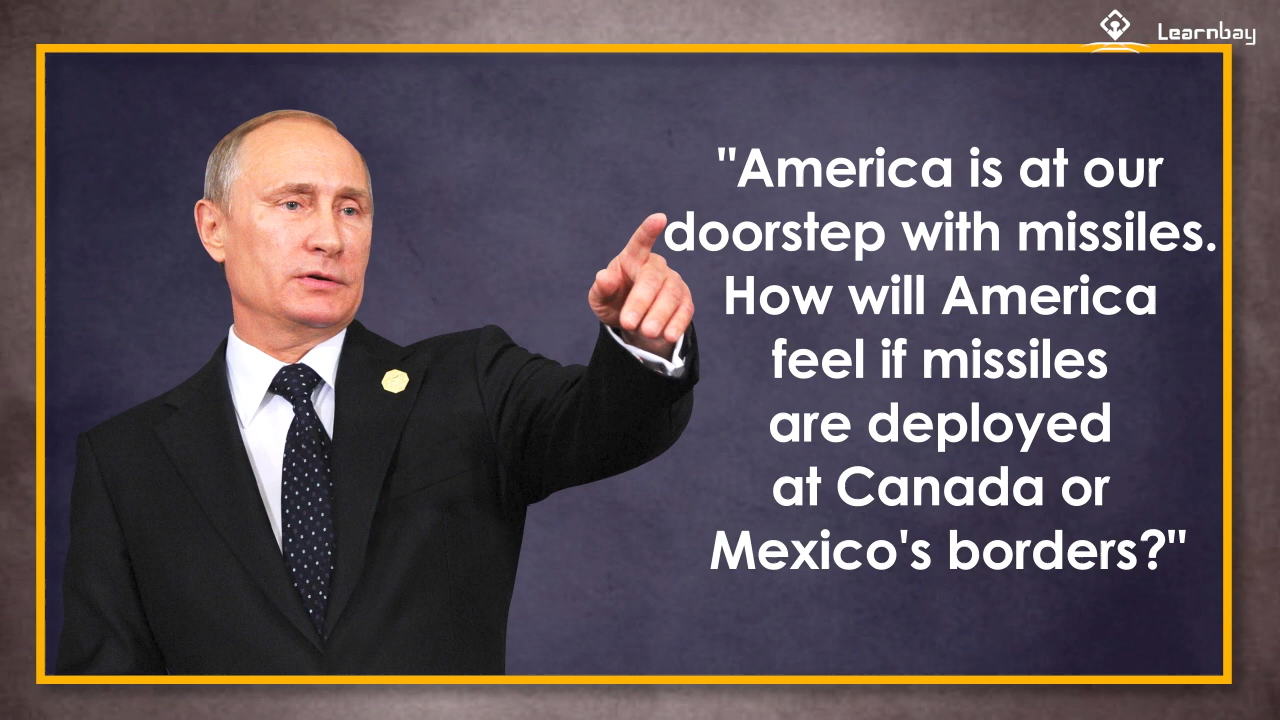 Learnbay
"America is at our
doorstep with missiles.
How will America
feel if missiles
are deployed
at Canada or
Mexico's borders?"